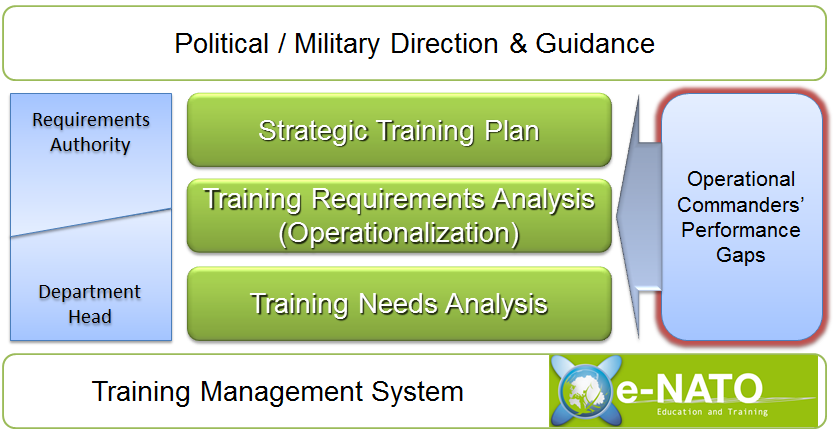 Political / Military Direction & Guidance
Requirements
Authority
Department
Head
Strategic Training Plan
Training Requirements Analysis
(Operationalization)
Training Needs Analysis
Operational
Commanders’
Performance
Gaps
Training Management System
e-NATO
Education and Training